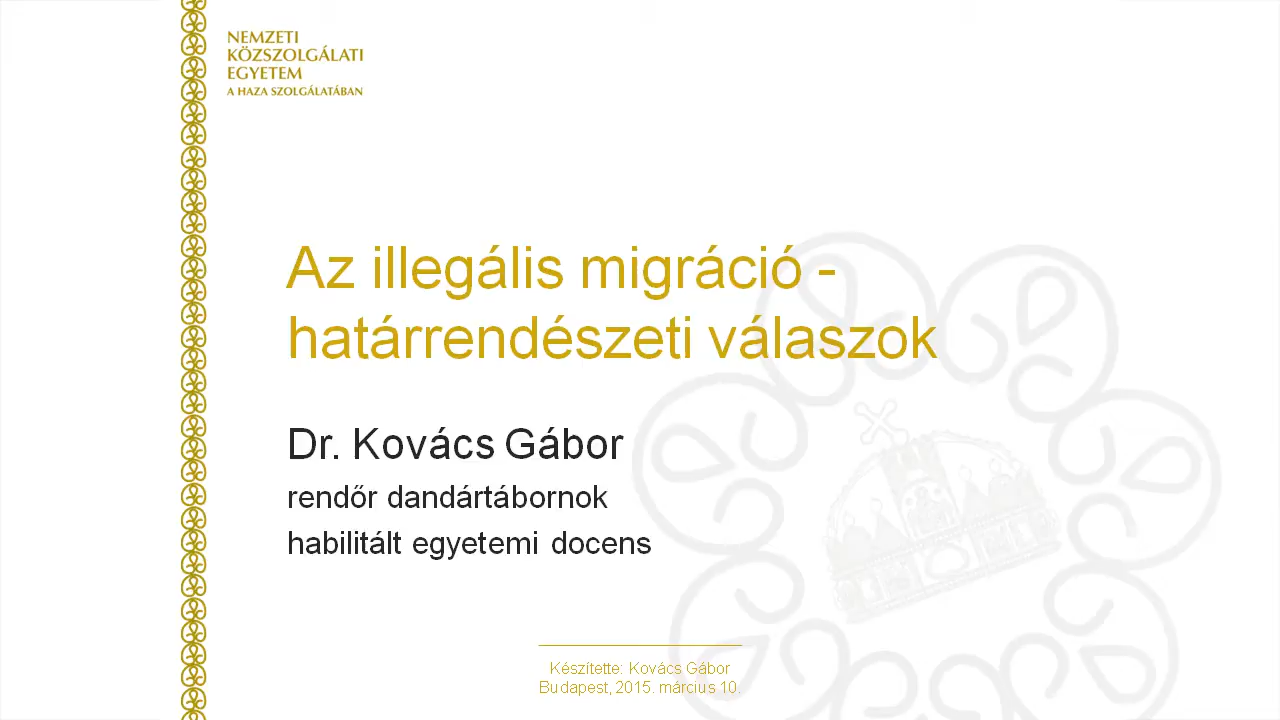 NEMZETI
KÖZSZOLGÁLATI
EGYETEM
A HAZA SZOLGÁLATÁBAN
Az illegális migráció -
határrendészeti válaszok
Dr. Kovács Gábor
rendőr dandártábornok
habilitált egyetemi docens
Készítette: Kovács Gábor
Budapest, 2015. március 10.